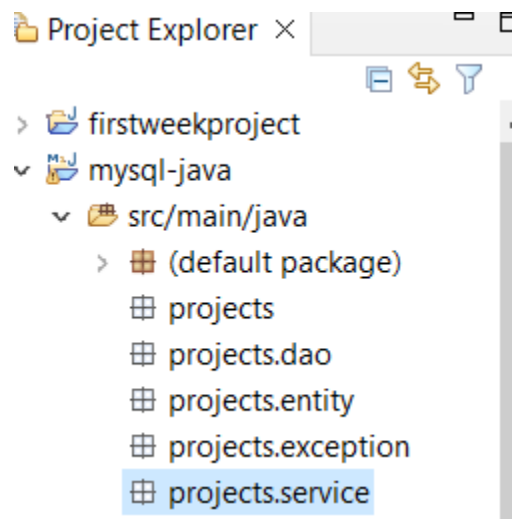 Project Explorer
firstweekproject
mysql-java
src/main/java
(default package)
projects
projects.dao
projects.entity
projects.exception
projects.service